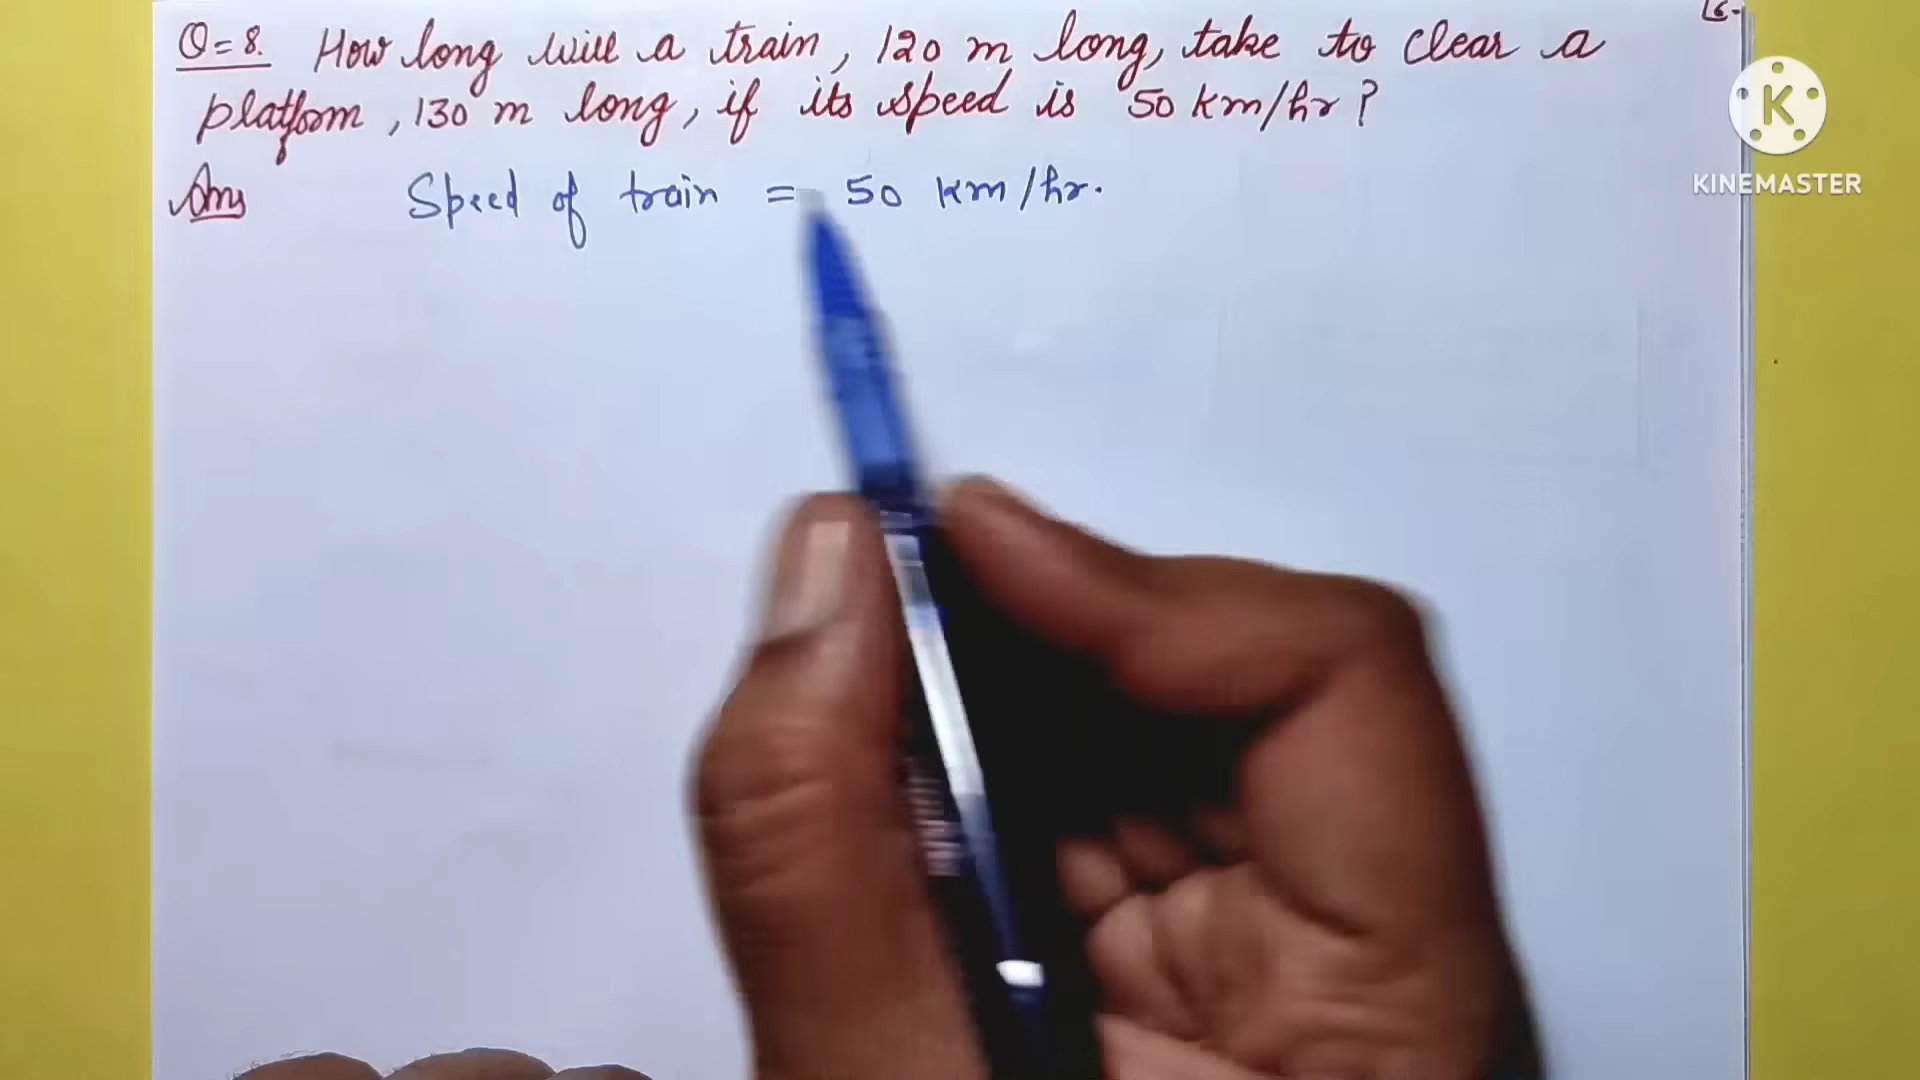 Q=8. How long will a train, 120 m long, take to clear a
platform, 130 m long, if its speed is 50 km/hr?
Ans Speed of train = 50 km/hr.
K
KINEMASTER